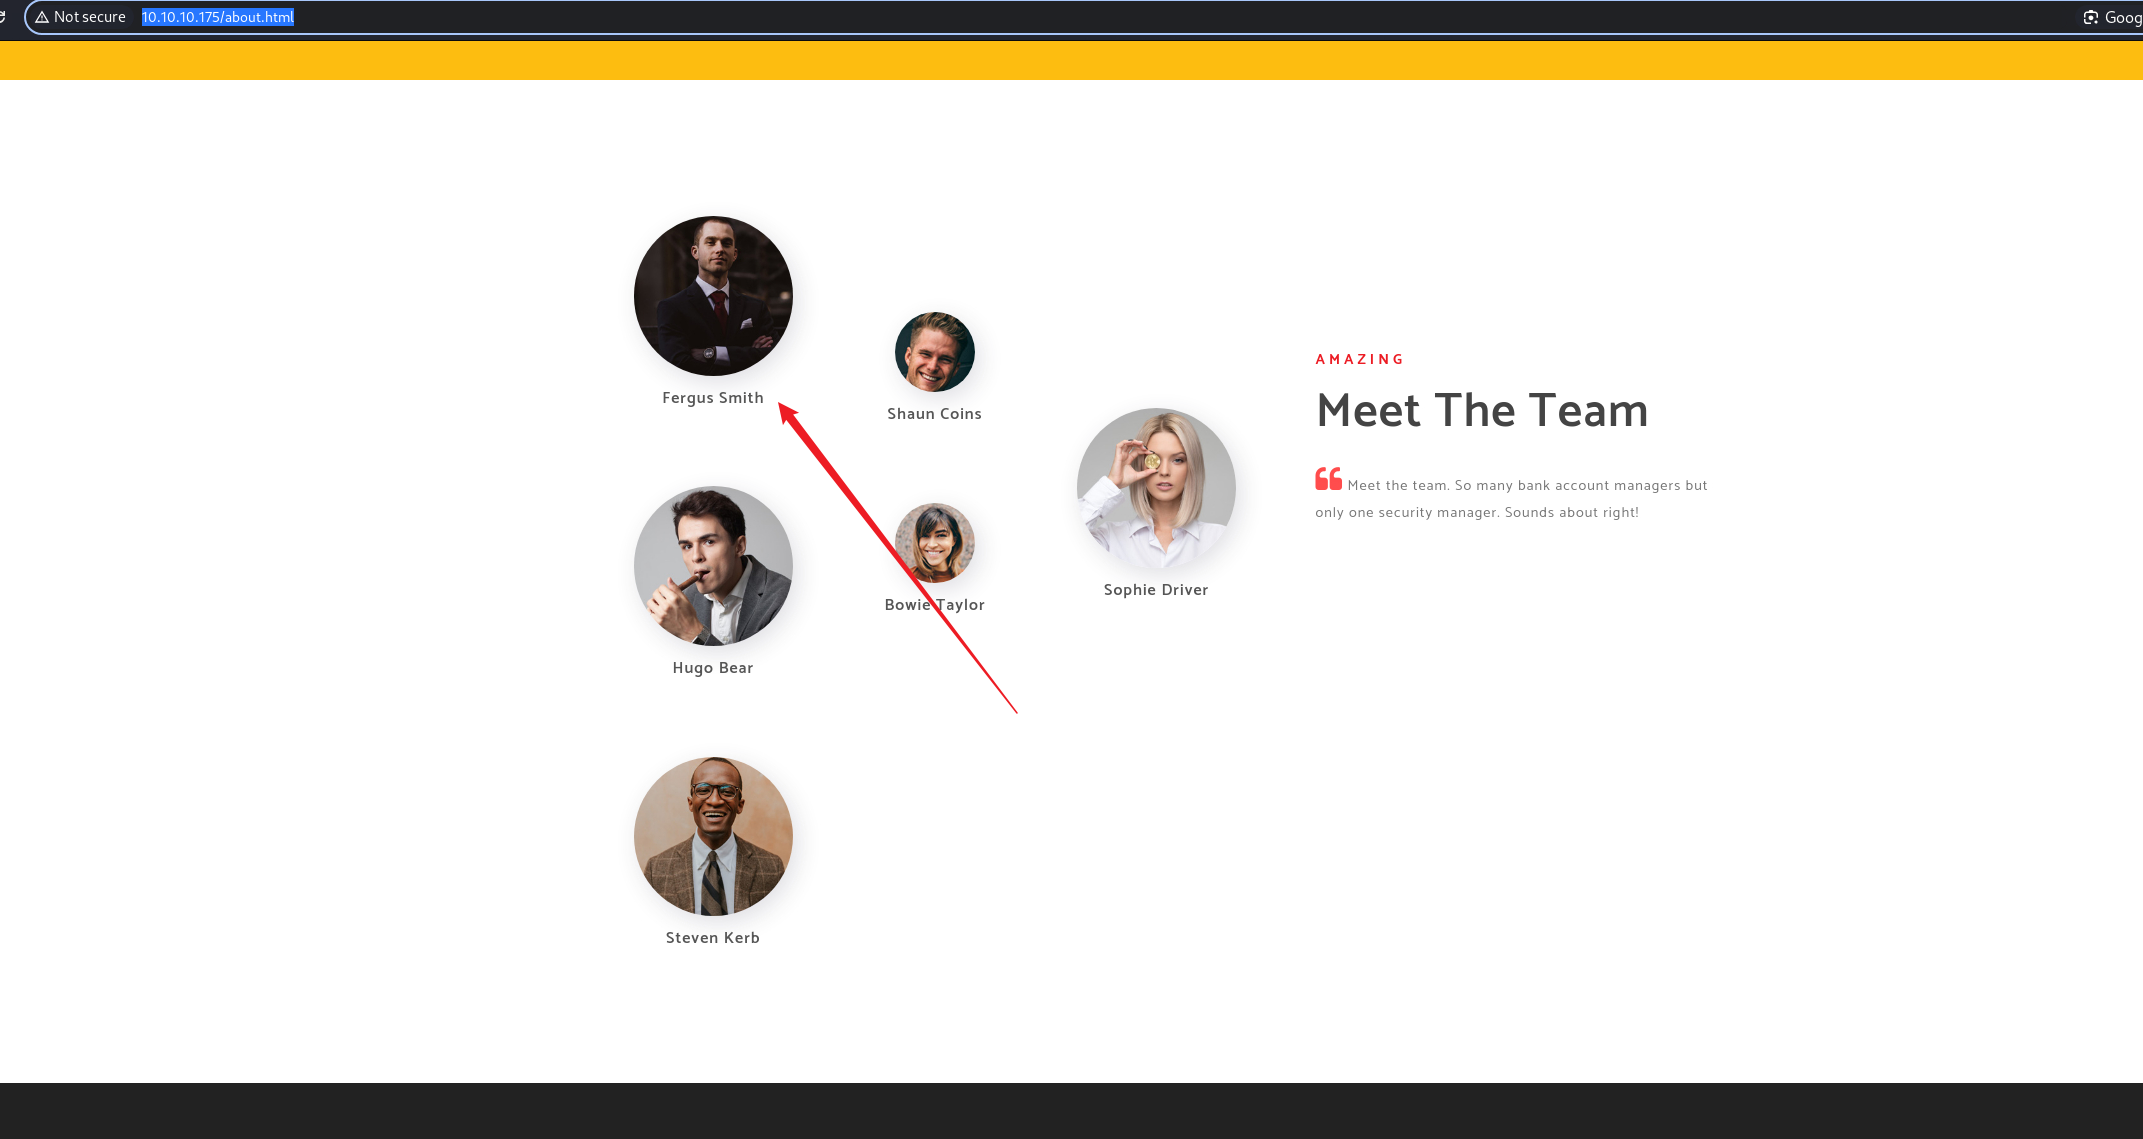 Not secure 10.10.10.175/about.html Goog
Fergus Smith
Shaun Coins
Hugo Bear
Bowie Taylor
Sophie Driver
Steven Kerb
AMAZING
Meet The Team
Meet the team. So many bank account managers but
only one security manager. Sounds about right!